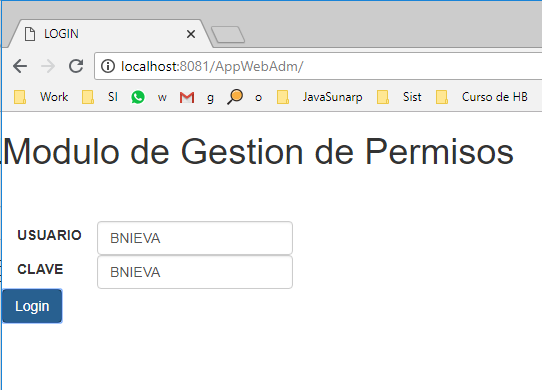 LOGIN
localhost:8081/AppWebAdm/
Work SI w g o JavaSunarp Sist Curso de HB
Modulo de Gestion de Permisos
USUARIO BNIEVA
CLAVE BNIEVA
Login